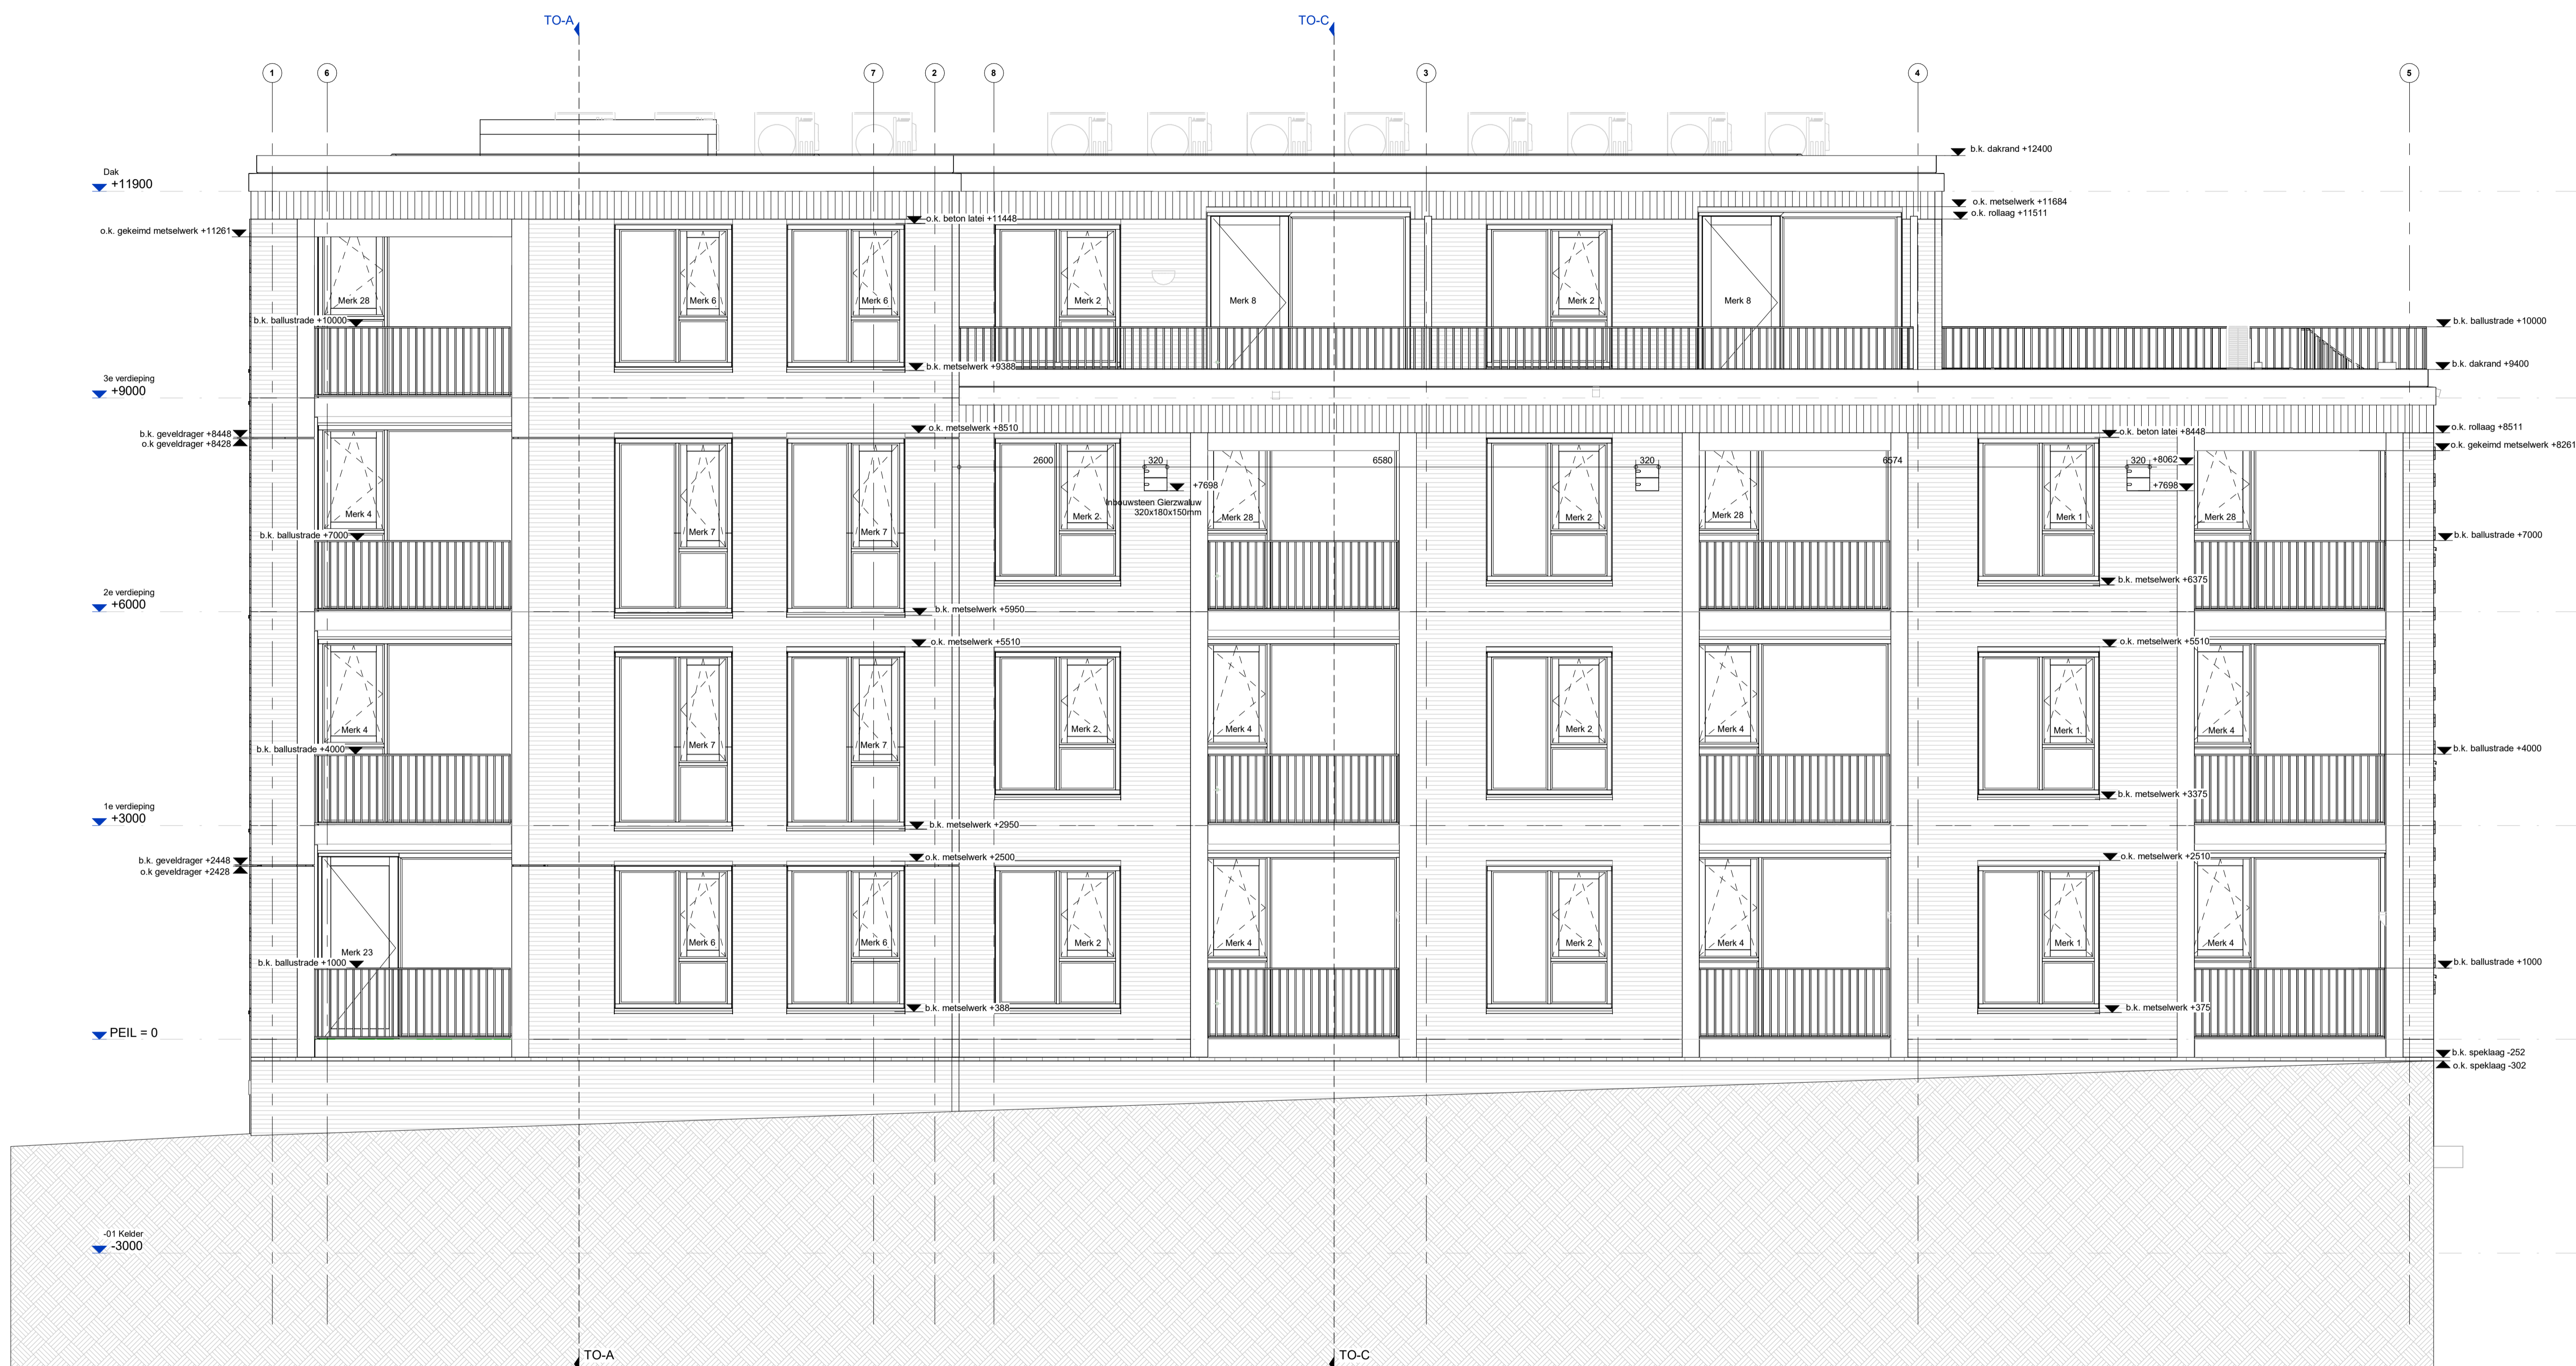 TO-A
TO-C
1
6
7
2
8
3
4
5
b.k. dakrand +12400
Dak
+11900
o.k. metselwerk +11684
o.k. rollaag +11511
o.k. beton latei +11448
o.k. gekeimd metselwerk +11261
Merk 28
Merk 6
Merk 6
Merk 2
Merk 8
Merk 2
Merk 8
b.k. ballustrade +10000
b.k. ballustrade +10000
b.k. metselwerk +9388
b.k. dakrand +9400
3e verdieping
+9000
b.k. geveldrager +8448
o.k geveldrager +8428
o.k. metselwerk +8510
o.k. beton latei +8448
o.k. rollaag +8511
o.k. gekeimd metselwerk +8261
2600
320
6580
320
6574
320
+8062
+7698
+7698
Inbouwsteen Gierzwaluw
320x180x150mm
Merk 4
Merk 7
Merk 7
Merk 2
Merk 28
Merk 2
Merk 28
Merk 1
Merk 28
b.k. ballustrade +7000
b.k. ballustrade +7000
b.k. metselwerk +6375
2e verdieping
+6000
b.k. metselwerk +5950
o.k. metselwerk +5510
o.k. metselwerk +5510
Merk 4
Merk 7
Merk 7
Merk 2
Merk 4
Merk 2
Merk 4
Merk 1
Merk 4
b.k. ballustrade +4000
b.k. ballustrade +4000
b.k. metselwerk +3375
1e verdieping
+3000
b.k. metselwerk +2950
b.k. geveldrager +2448
o.k geveldrager +2428
o.k. metselwerk +2500
o.k. metselwerk +2510
Merk 23
Merk 6
Merk 6
Merk 2
Merk 4
Merk 2
Merk 4
Merk 1
Merk 4
b.k. ballustrade +1000
b.k. ballustrade +1000
b.k. metselwerk +388
b.k. metselwerk +375
PEIL = 0
b.k. speklaag -252
o.k. speklaag -302
-01 Kelder
-3000
TO-A
TO-C